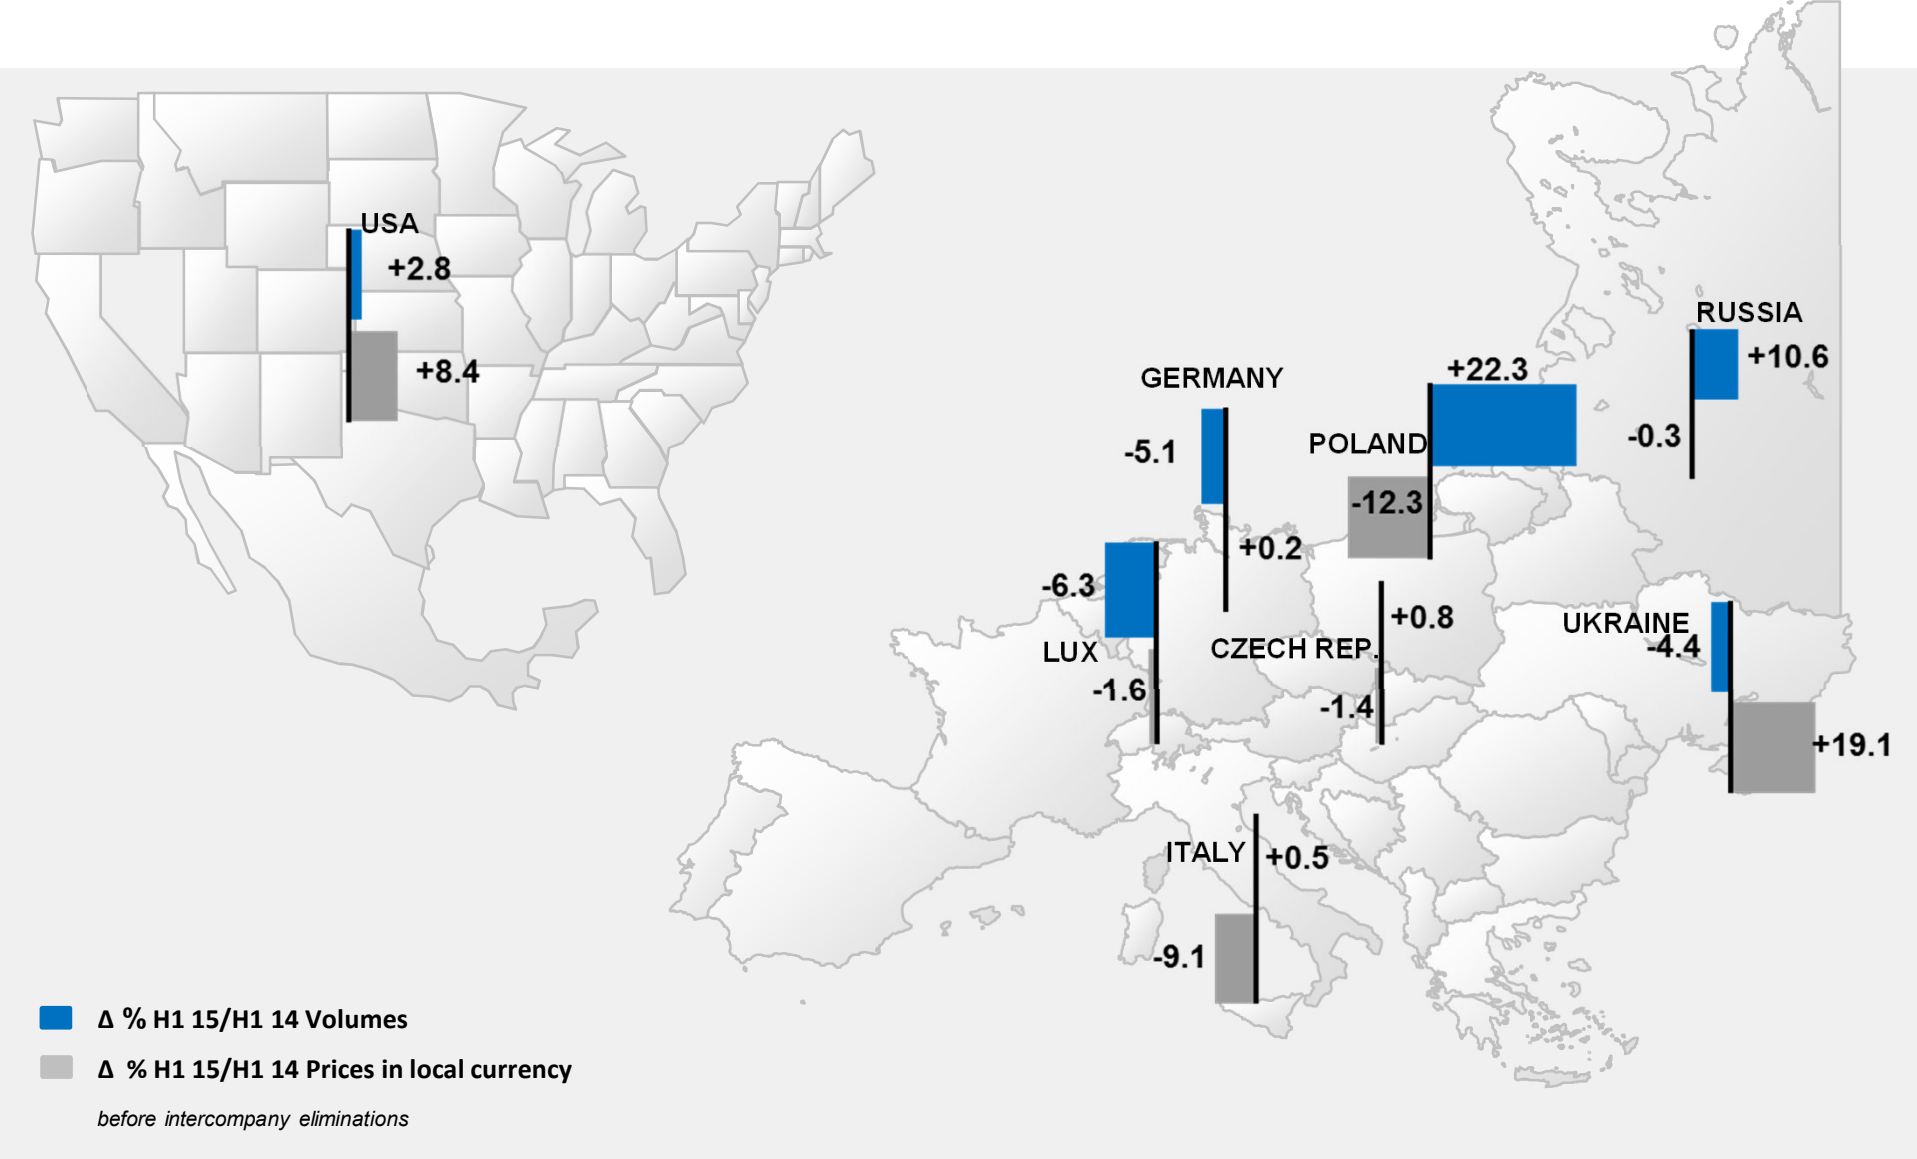 USA
+2.8
+8.4
RUSSIA
+10.6
-0.3
GERMANY
-5.1
+0.2
+22.3
POLAND
-12.3
-6.3
LUX
-1.6
+0.8
CZECH REP.
-1.4
UKRAINE
-4.4
+19.1
ITALY
+0.5
-9.1
Δ % H1 15/H1 14 Volumes
Δ % H1 15/H1 14 Prices in local currency
before intercompany eliminations